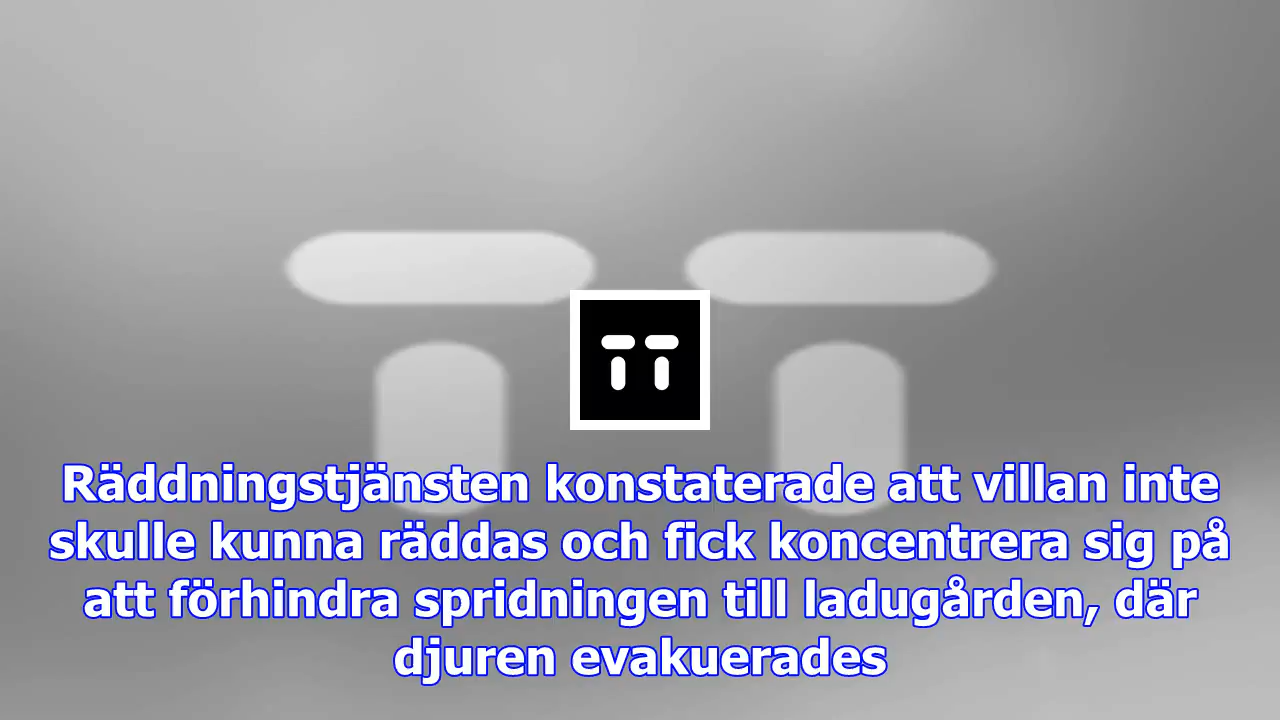 TT
Räddningstjänsten konstaterade att villan inte
skulle kunna räddas och fick koncentrera sig på
att förhindra spridningen till ladugården, där
djuren evakuerades